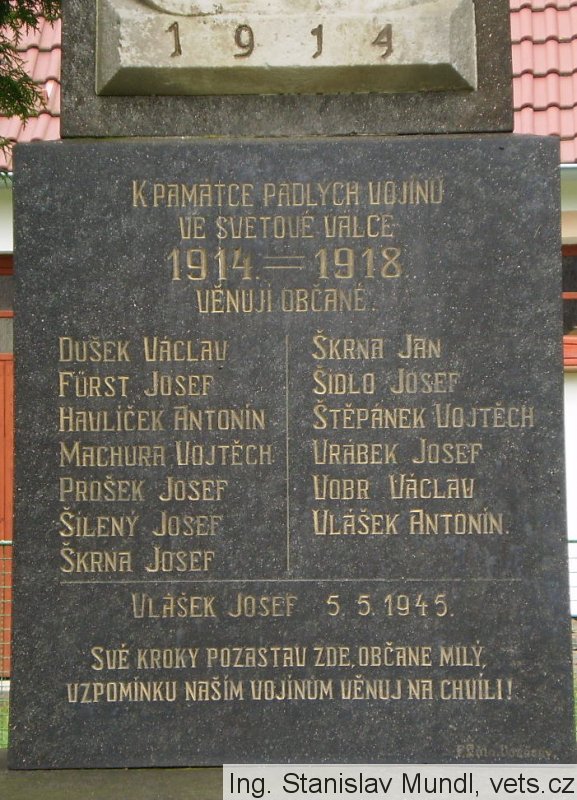 1914
K PAMÁTCE PADLÝCH VOJÍNŮ
VE SVĚTOVÉ VÁLCE
1914 = 1918
VĚNUJÍ OBČANÉ.
DUŠEK VÁCLAV
FÜRST JOSEF
HAVLÍČEK ANTONÍN
MACHURA VOJTĚCH
PROŠEK JOSEF
ŠÍLENÝ JOSEF
ŠKRNA JOSEF
ŠKRNA JAN
ŠÍDLO JOSEF
ŠTĚPÁNEK VOJTĚCH
VRÁBEK JOSEF
VOBR VÁCLAV
VLÁŠEK ANTONÍN.
VLÁŠEK JOSEF 5.5.1945.
SVÉ KROKY POZASTAV ZDE, OBČANE MILÝ,
VZPOMÍNKU NAŠÍM VOJÍNŮM VĚNUJ NA CHVÍLI!
Ing. Stanislav Mundl, vets.cz